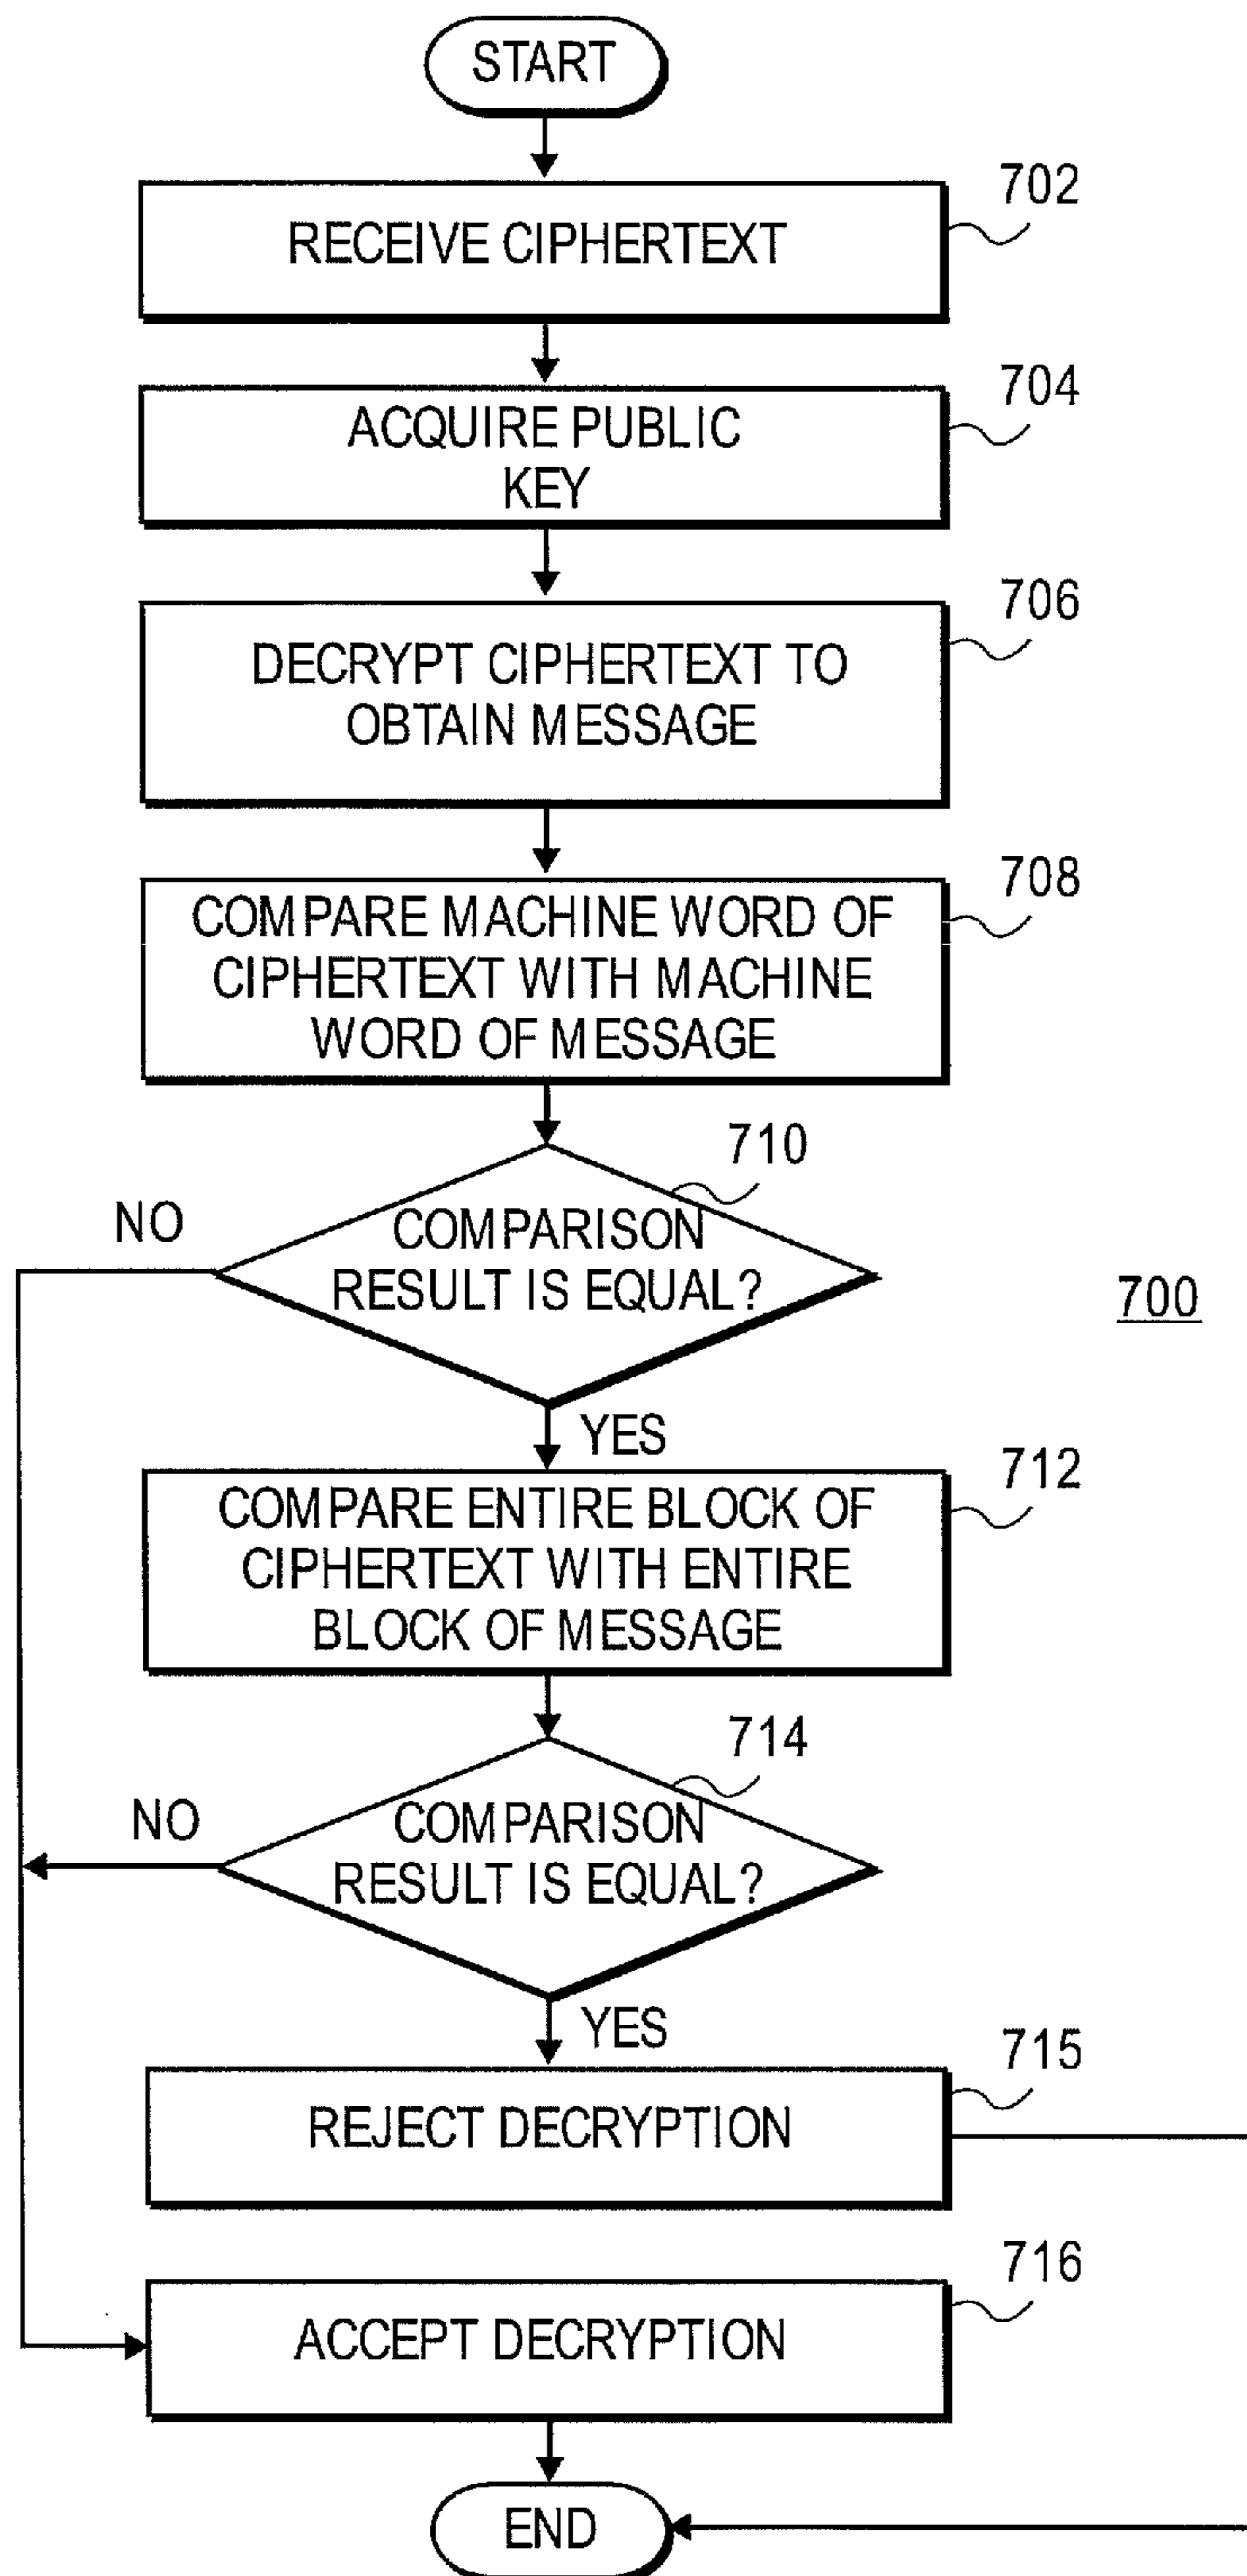 START
702
RECEIVE CIPHERTEXT
704
ACQUIRE PUBLIC
KEY
706
DECRYPT CIPHERTEXT TO
OBTAIN MESSAGE
708
COMPARE MACHINE WORD OF
CIPHERTEXT WITH MACHINE
WORD OF MESSAGE
710
NO
COMPARISON
RESULT IS EQUAL?
700
YES
712
COMPARE ENTIRE BLOCK OF
CIPHERTEXT WITH ENTIRE
BLOCK OF MESSAGE
714
NO
COMPARISON
RESULT IS EQUAL?
YES
715
REJECT DECRYPTION
716
ACCEPT DECRYPTION
END